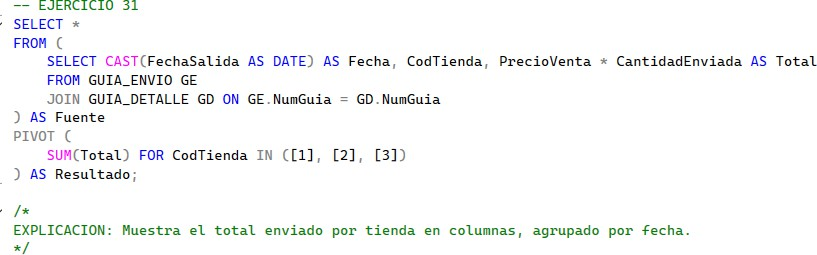 -- EJERCICIO 31
SELECT *
FROM (
    SELECT CAST(FechaSalida AS DATE) AS Fecha, CodTienda, PrecioVenta * CantidadEnviada AS Total
    FROM GUIA_ENVIO GE
    JOIN GUIA_DETALLE GD ON GE.NumGuia = GD.NumGuia
) AS Fuente
PIVOT (
    SUM(Total) FOR CodTienda IN ([1], [2], [3])
) AS Resultado;
/*
EXPLICACION: Muestra el total enviado por tienda en columnas, agrupado por fecha.
*/